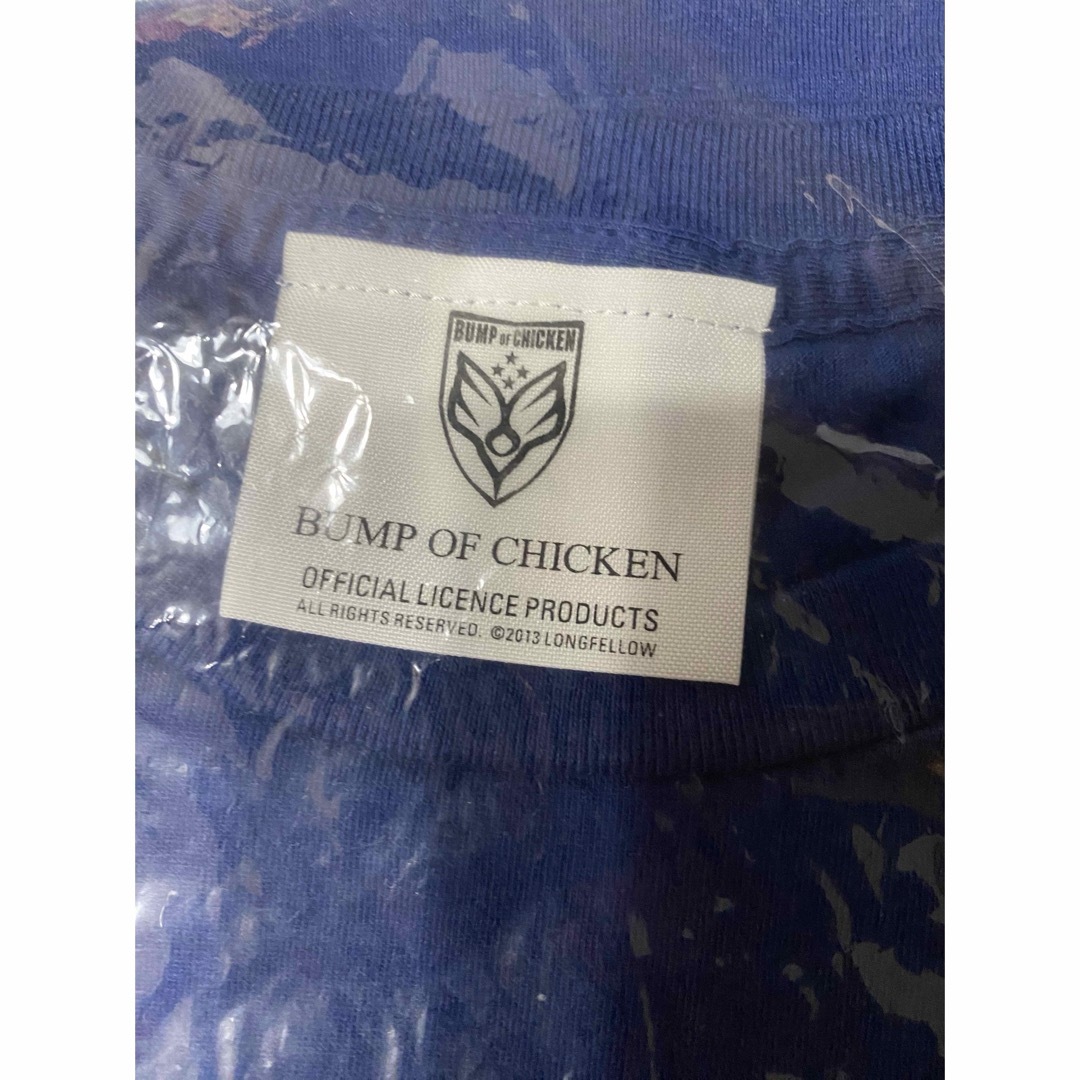 BUMP OF CHICKEN
BUMP OF CHICKEN
OFFICIAL LICENCE PRODUCTS
ALL RIGHTS RESERVED. ©2013 LONGFELLOW